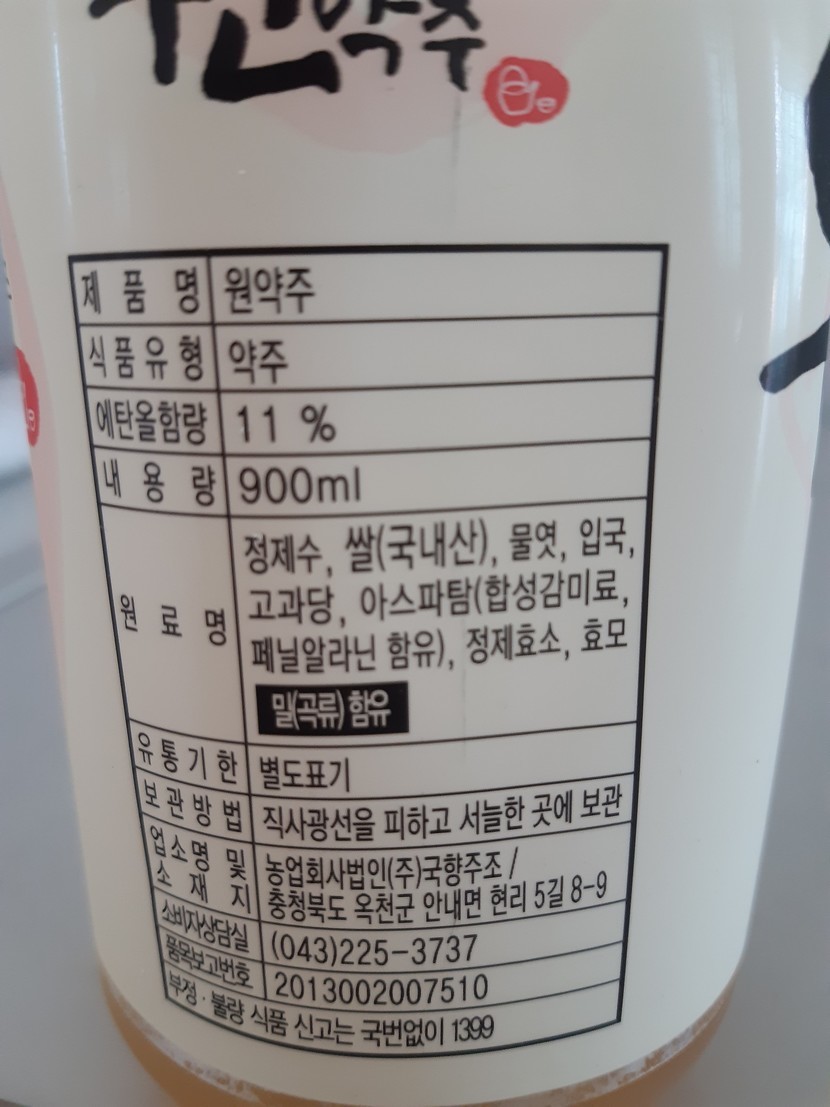 약주
제품명 원약주
식품유형 약주
에탄올함량 11 %
내용량 900ml
원료명 정제수, 쌀(국내산), 물엿, 입국,
고과당, 아스파탐(합성감미료,
페닐알라닌 함유), 정제효소, 효모
밀(곡류) 함유
유통기한 별도표기
보관방법 직사광선을 피하고 서늘한 곳에 보관
업소명 및 농업회사법인(주)국향주조 /
소재지 충청북도 옥천군 안내면 현리 5길 8-9
소비자상담실 (043)225-3737
품목보고번호 2013002007510
부정·불량 식품 신고는 국번없이 1399